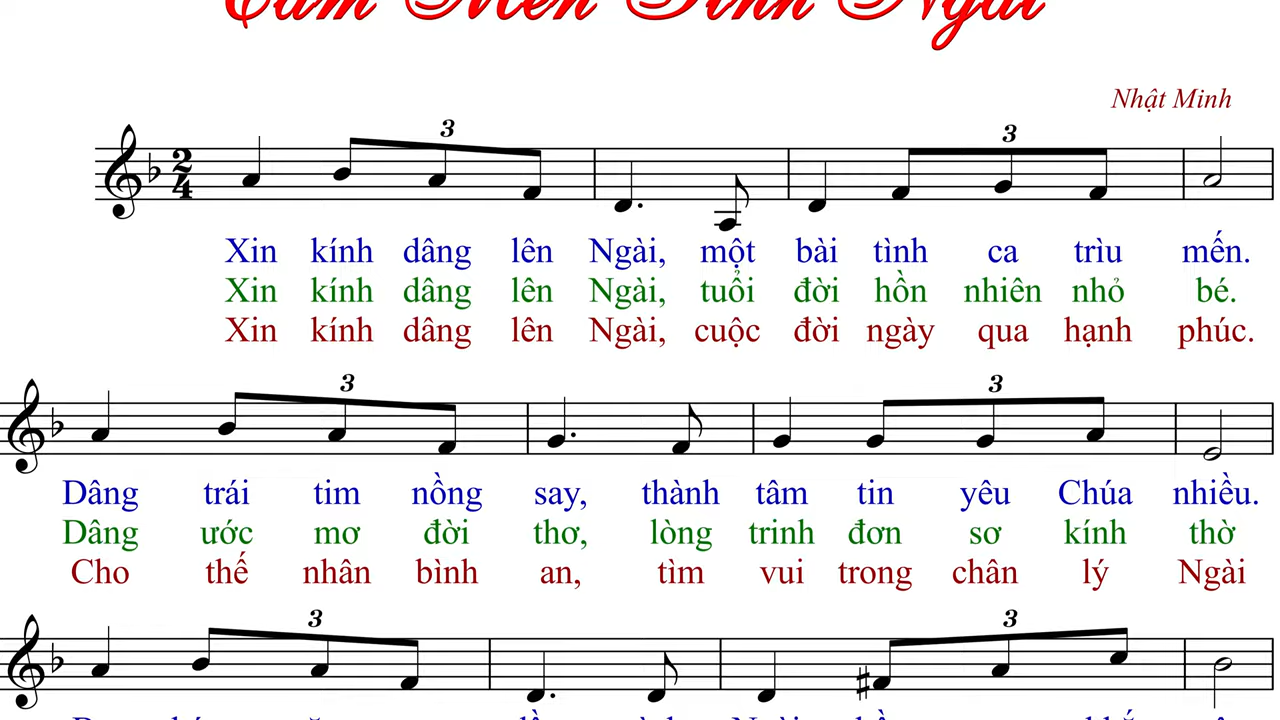 Cảm Mến Tình Ngài
Nhật Minh
3 3
2
4
Xin kính dâng lên Ngài, một bài tình ca trìu mến.
Xin kính dâng lên Ngài, tuổi đời hồn nhiên nhỏ bé.
Xin kính dâng lên Ngài, cuộc đời ngày qua hạnh phúc.
3 3
Dâng trái tim nồng say, thành tâm tin yêu Chúa nhiều.
Dâng ước mơ đời thơ, lòng trinh đơn sơ kính thờ
Cho thế nhân bình an, tìm vui trong chân lý Ngài
3 3